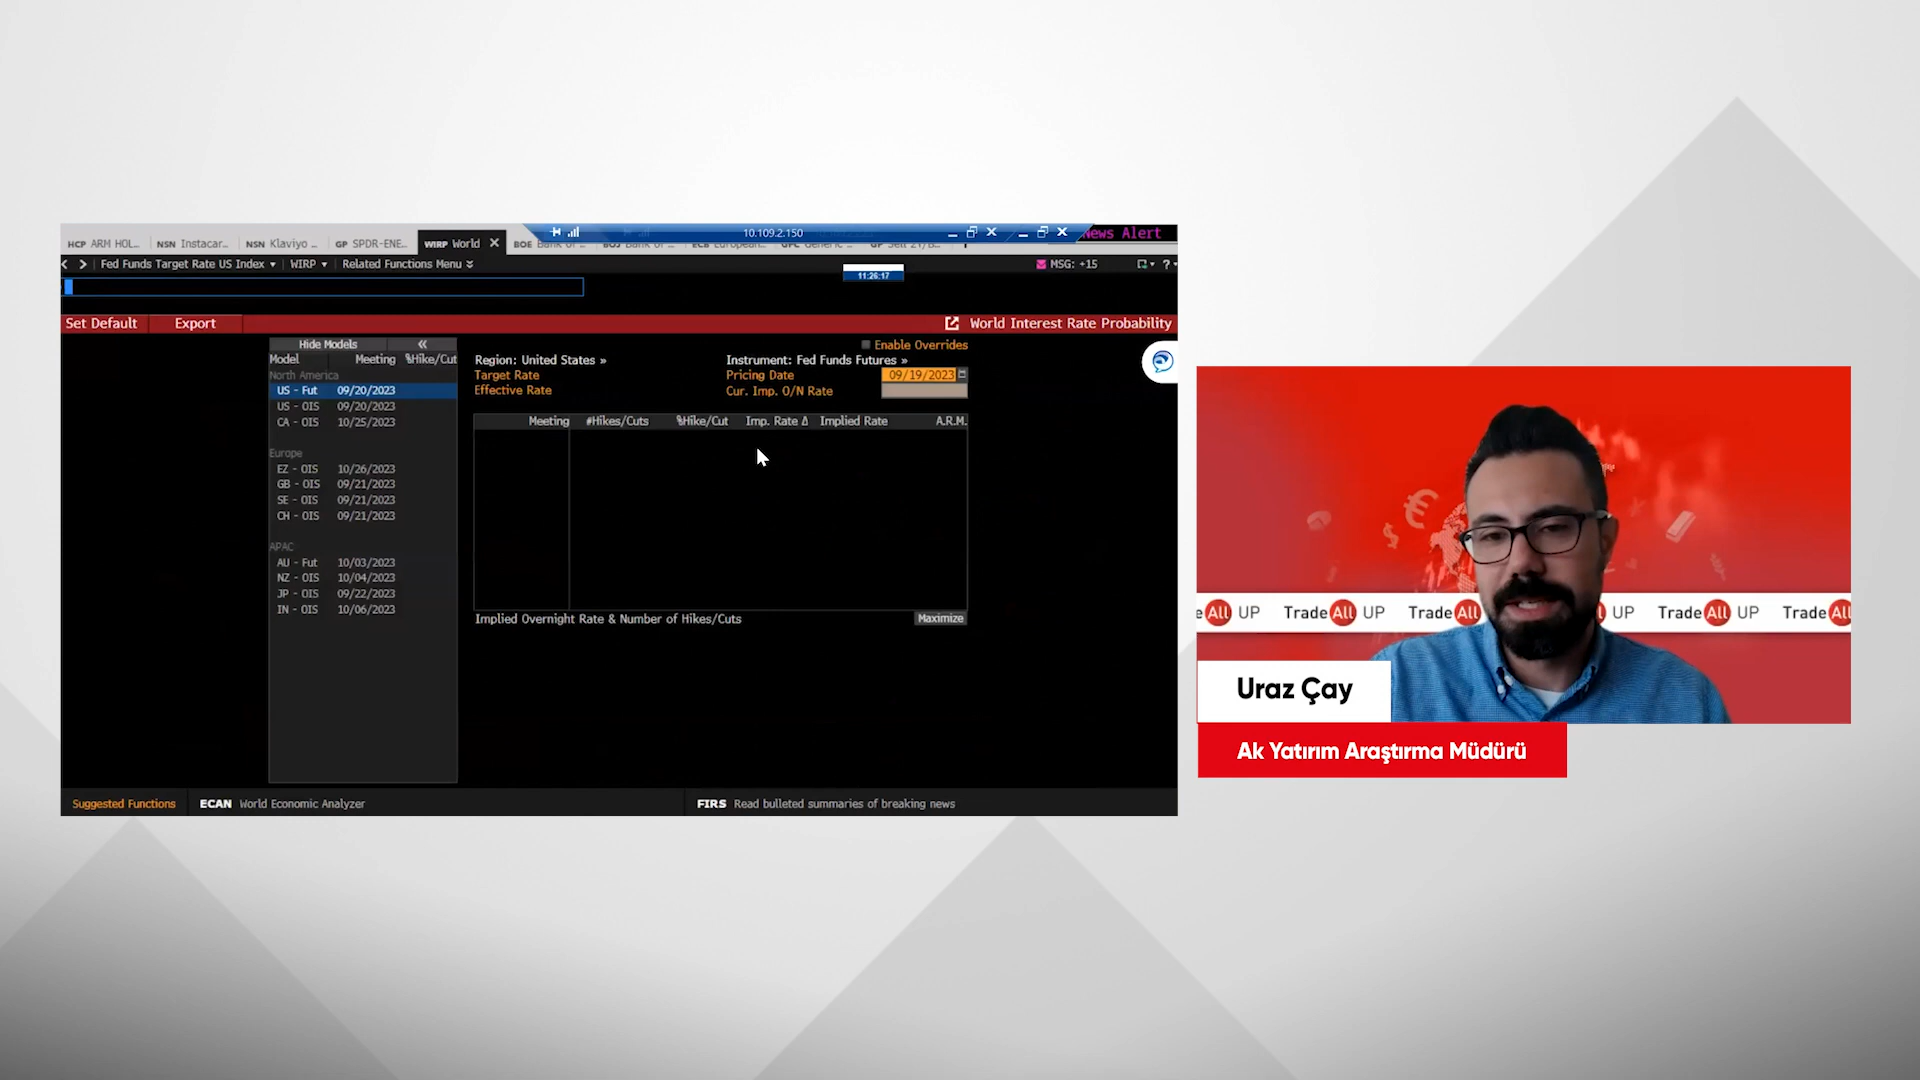 HCP ARM HOL... NSN Instacar... NSN Klaviyo ... GP SPDR-ENE... WIRP World ✕ BOE
10.109.2.150
News Alert
< > Fed Funds Target Rate US Index ▾ WIRP ▾ Related Functions Menu
MSG: +15
11:26:17
Set Default Export World Interest Rate Probability
Hide Models «
Model Meeting %Hike/Cut
North America
US - Fut 09/20/2023
US - OIS 09/20/2023
CA - OIS 10/25/2023
Europe
EZ - OIS 10/26/2023
GB - OIS 09/21/2023
SE - OIS 09/21/2023
CH - OIS 09/21/2023
APAC
AU - Fut 10/03/2023
NZ - OIS 10/04/2023
JP - OIS 09/22/2023
IN - OIS 10/06/2023
Enable Overrides
Region: United States » Instrument: Fed Funds Futures »
Target Rate Pricing Date 09/19/2023
Effective Rate Cur. Imp. O/N Rate
Meeting #Hikes/Cuts %Hike/Cut Imp. Rate Δ Implied Rate A.R.M.
Implied Overnight Rate & Number of Hikes/Cuts Maximize
Suggested Functions ECAN World Economic Analyzer FIRS Read bulleted summaries of breaking news
e All UP Trade All UP Trade All UP Trade All UP Trade All
Uraz Çay
Ak Yatırım Araştırma Müdürü